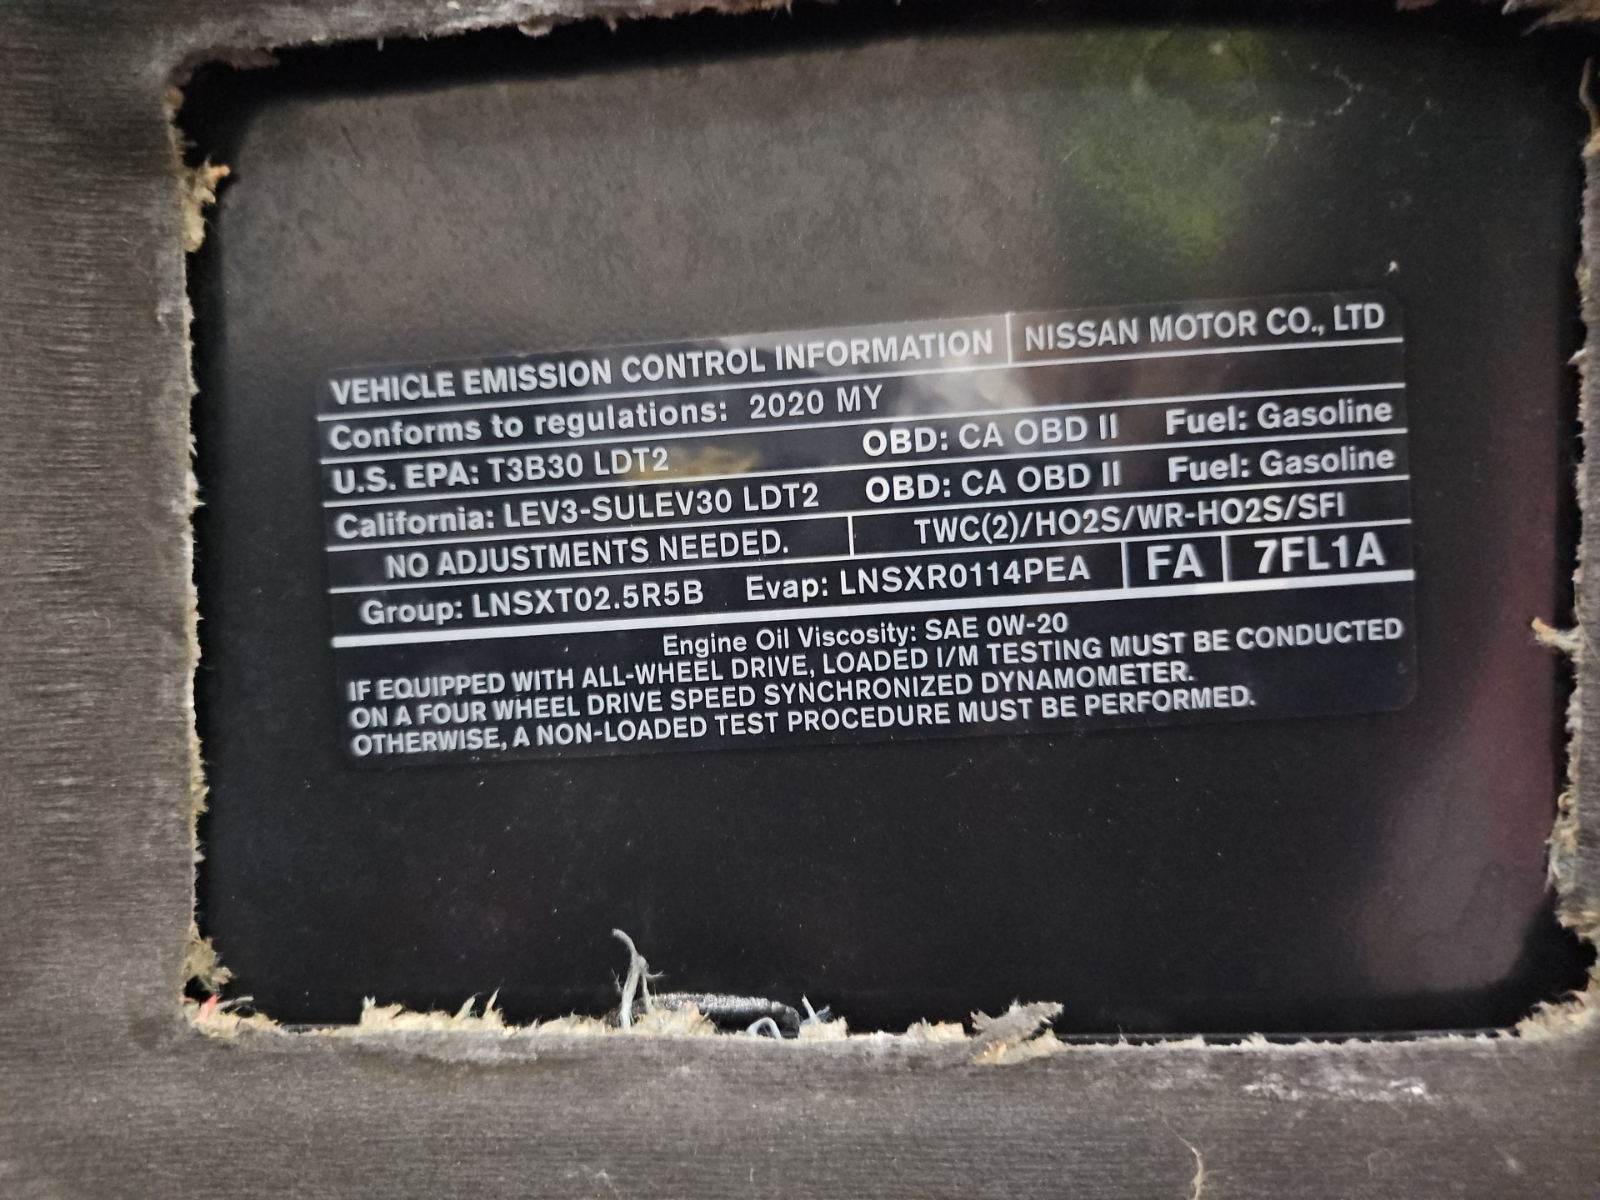 VEHICLE EMISSION CONTROL INFORMATION NISSAN MOTOR CO., LTD
Conforms to regulations: 2020 MY
U.S. EPA: T3B30 LDT2 OBD: CA OBD II Fuel: Gasoline
California: LEV3-SULEV30 LDT2 OBD: CA OBD II Fuel: Gasoline
NO ADJUSTMENTS NEEDED. TWC(2)/HO2S/WR-HO2S/SFI
Group: LNSXT02.5R5B Evap: LNSXR0114PEA FA 7FL1A
Engine Oil Viscosity: SAE 0W-20
IF EQUIPPED WITH ALL-WHEEL DRIVE, LOADED I/M TESTING MUST BE CONDUCTED
ON A FOUR WHEEL DRIVE SPEED SYNCHRONIZED DYNAMOMETER.
OTHERWISE, A NON-LOADED TEST PROCEDURE MUST BE PERFORMED.